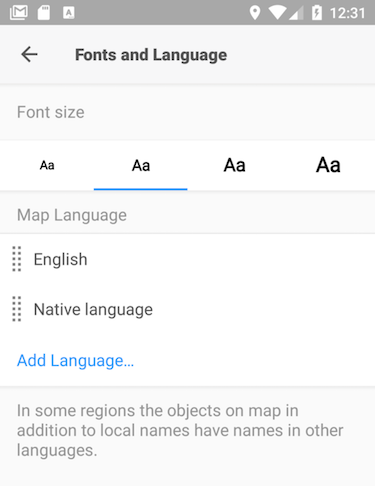 12:31
Fonts and Language
Font size
Aa Aa Aa Aa
Map Language
English
Native language
Add Language...
In some regions the objects on map in
addition to local names have names in other
languages.